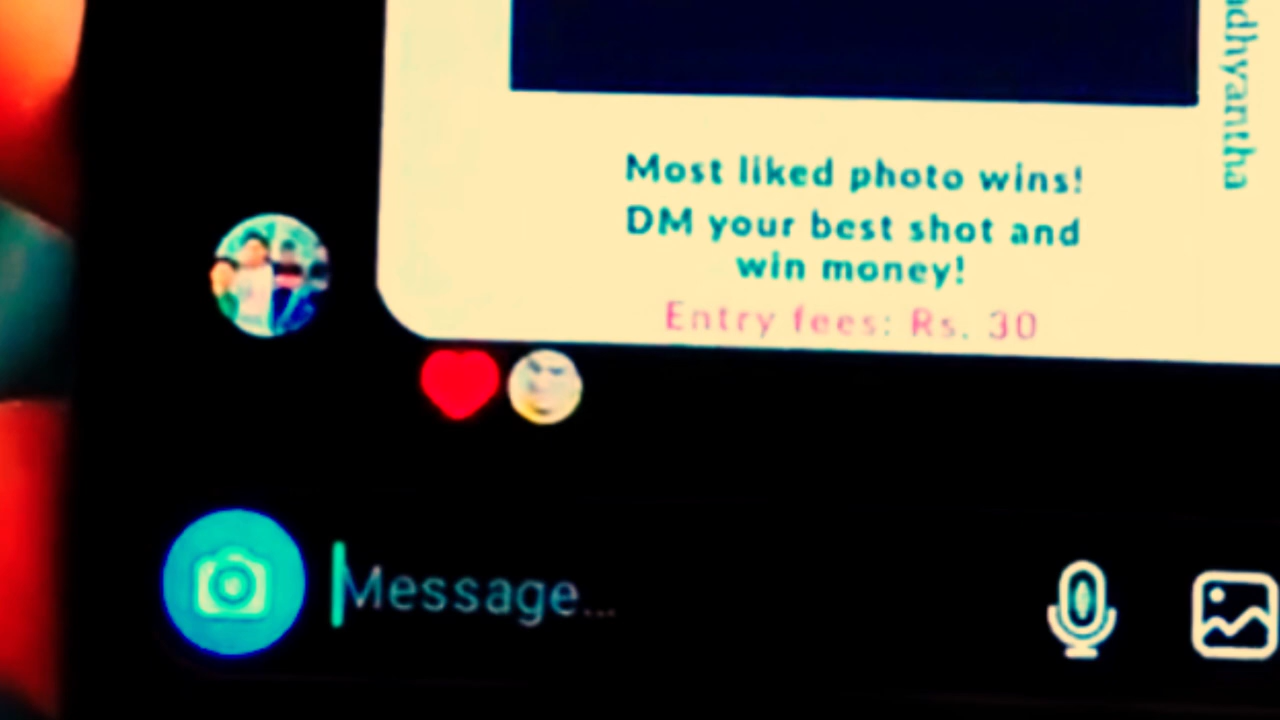 Most liked photo wins!
DM your best shot and
win money!
Entry fees: Rs. 30
Message...